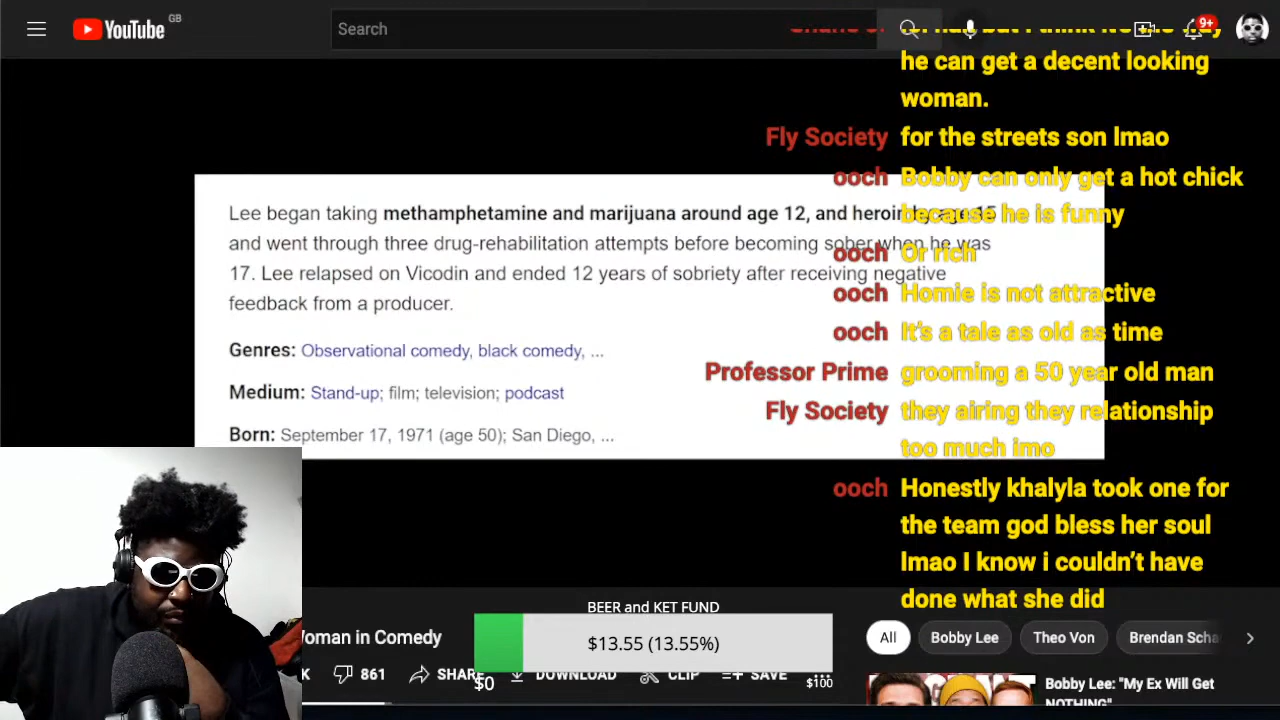 YouTube GB
Search
9+
he can get a decent looking
woman.
Fly Society for the streets son lmao
ooch Bobby can only get a hot chick
because he is funny
ooch Or rich
ooch Homie is not attractive
ooch It's a tale as old as time
Professor Prime grooming a 50 year old man
Fly Society they airing they relationship
too much imo
ooch Honestly khalyla took one for
the team god bless her soul
lmao I know i couldn't have
done what she did
Lee began taking methamphetamine and marijuana around age 12, and heroin by age 15
and went through three drug-rehabilitation attempts before becoming sober when he was
17. Lee relapsed on Vicodin and ended 12 years of sobriety after receiving negative
feedback from a producer.
Genres: Observational comedy, black comedy, ...
Medium: Stand-up; film; television; podcast
Born: September 17, 1971 (age 50); San Diego, ...
BEER and KET FUND
$13.55 (13.55%)
$0
$100
Woman in Comedy
K 861 SHARE DOWNLOAD CLIP SAVE
All Bobby Lee Theo Von Brendan Scha
Bobby Lee: "My Ex Will Get
NOTHING"